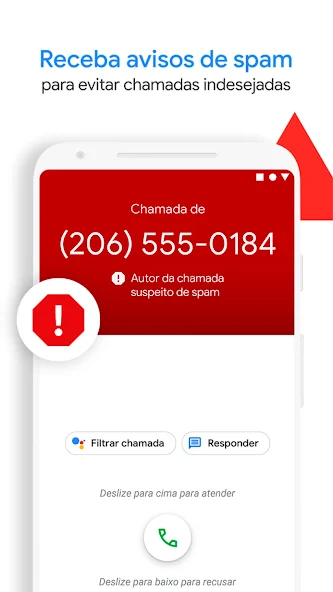 Receba avisos de spam
para evitar chamadas indesejadas
Chamada de
(206) 555-0184
Autor da chamada
suspeito de spam
!
Filtrar chamada
Responder
Deslize para cima para atender
Deslize para baixo para recusar